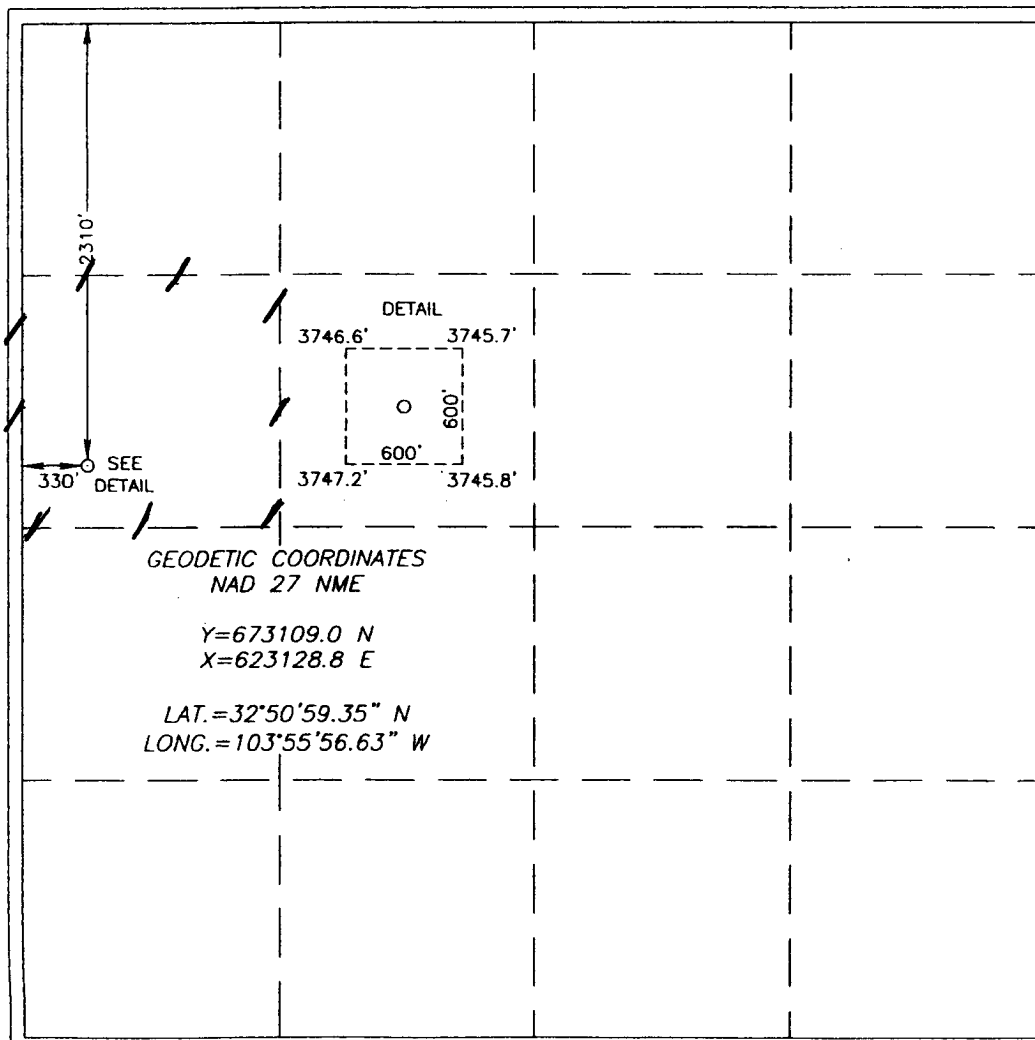 2310'
DETAIL
3746.6' 3745.7'
600'
600'
3747.2' 3745.8'
SEE
330' DETAIL
GEODETIC COORDINATES
NAD 27 NME
Y=673109.0 N
X=623128.8 E
LAT.=32°50'59.35" N
LONG.=103°55'56.63" W